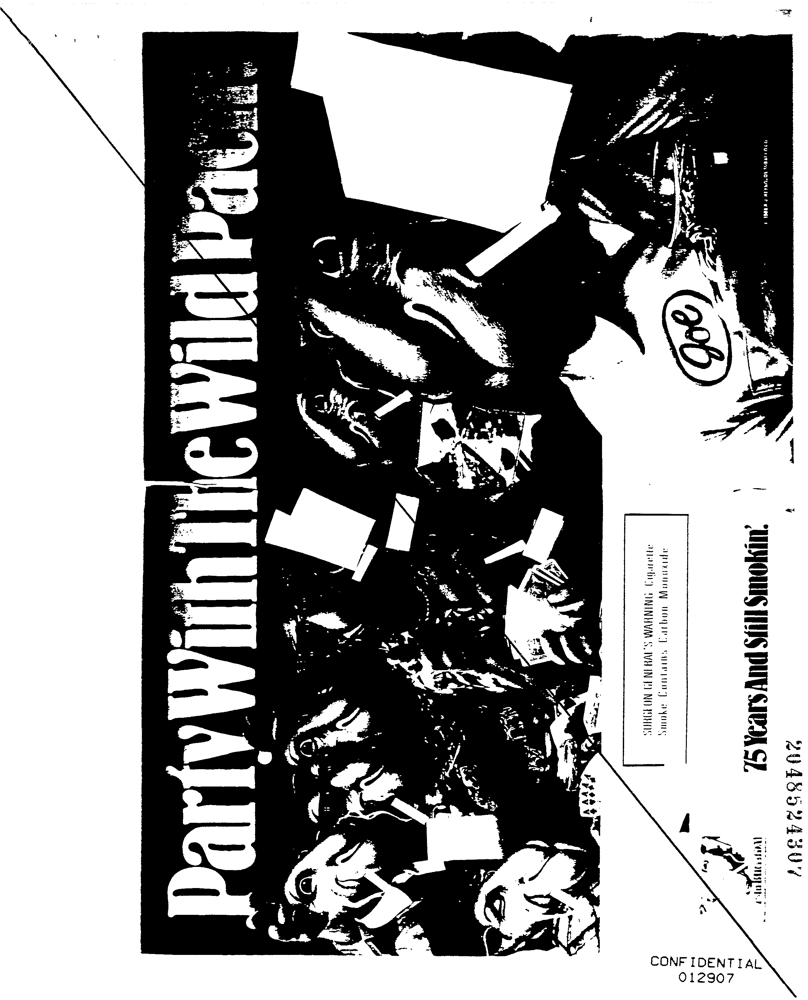 Party With The Wild Pack.
Joe
SURGEON GENERAL'S WARNING: Cigarette
Smoke Contains Carbon Monoxide
75 Years And Still Smokin'.
2048524307
CONFIDENTIAL
012907